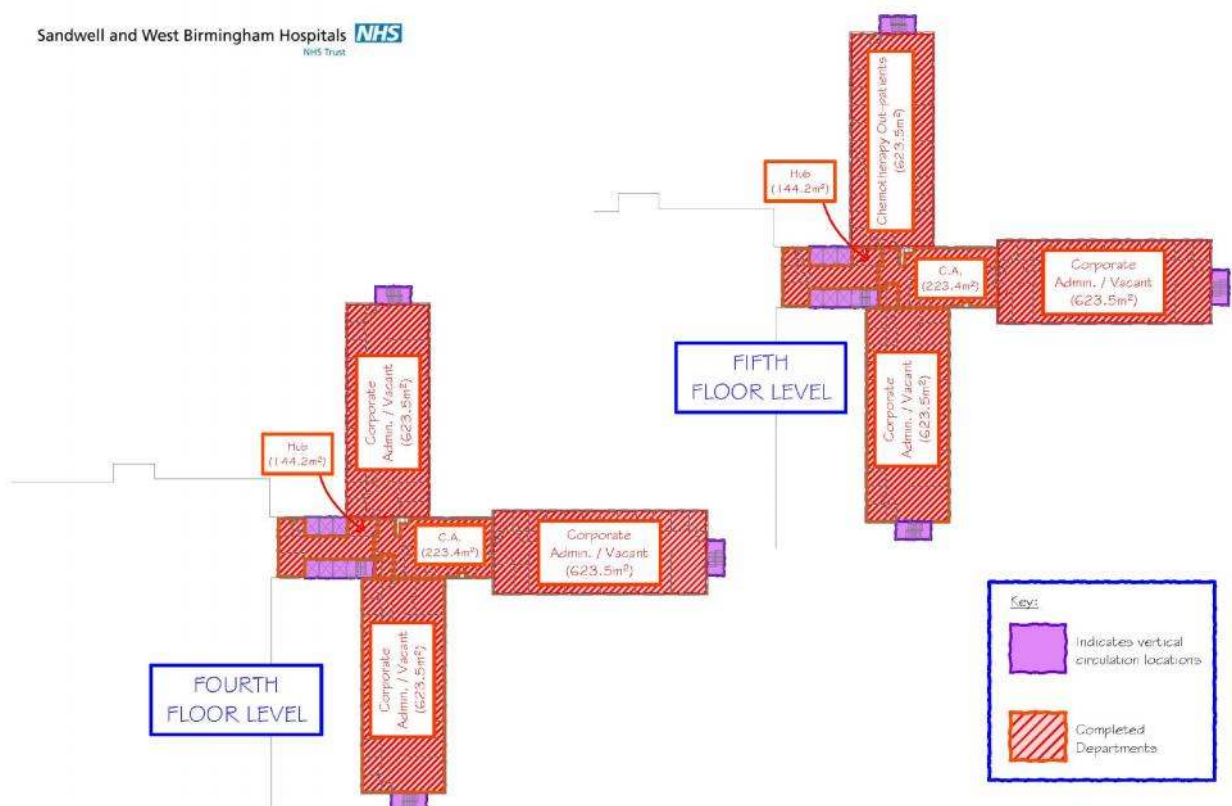 Sandwell and West Birmingham Hospitals NHS
NHS Trust
Chemotherapy Out-patients
(623.5m²)
Hub
(144.2m²)
C.A.
(223.4m²)
Corporate
Admin. / Vacant
(623.5m²)
Corporate
Admin. / Vacant
(623.5m²)
FIFTH
FLOOR LEVEL
Corporate
Admin. / Vacant
(623.5m²)
Hub
(144.2m²)
C.A.
(223.4m²)
Corporate
Admin. / Vacant
(623.5m²)
Corporate
Admin. / Vacant
(623.5m²)
FOURTH
FLOOR LEVEL
Key:
Indicates vertical
circulation locations
Completed
Departments